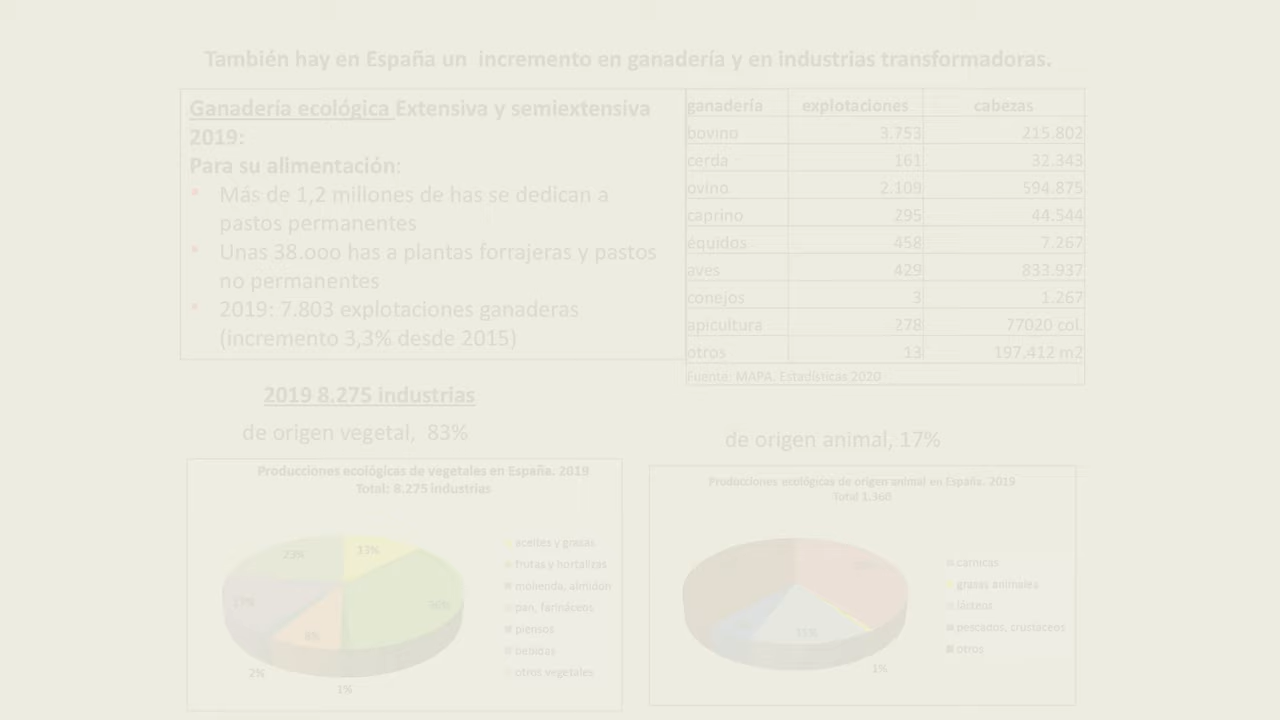 También hay en España un incremento en ganadería y en industrias transformadoras.
Ganadería ecológica Extensiva y semiextensiva
2019:
Para su alimentación:
Más de 1,2 millones de has se dedican a
pastos permanentes
Unas 38.000 has a plantas forrajeras y pastos
no permanentes
2019: 7.803 explotaciones ganaderas
(incremento 3,3% desde 2015)
ganadería explotaciones cabezas
bovino 3.753 215.802
cerda 161 32.343
ovino 2.109 594.875
caprino 295 44.544
équidos 458 7.267
aves 429 833.937
conejos 3 1.267
apicultura 278 77020 col.
otros 13 197.412 m2
Fuente: MAPA. Estadísticas 2020
2019 8.275 industrias
de origen vegetal, 83%
de origen animal, 17%
Producciones ecológicas de vegetales en España. 2019
Total: 8.275 industrias
23%
13%
17%
8%
2%
1%
aceites y grasas
frutas y hortalizas
molienda, almidón
pan, farináceos
piensos
bebidas
otros vegetales
Producciones ecológicas de origen animal en España. 2019
Total 1.360
11%
1%
cárnicas
grasas animales
lácteos
pescados, crustáceos
otros